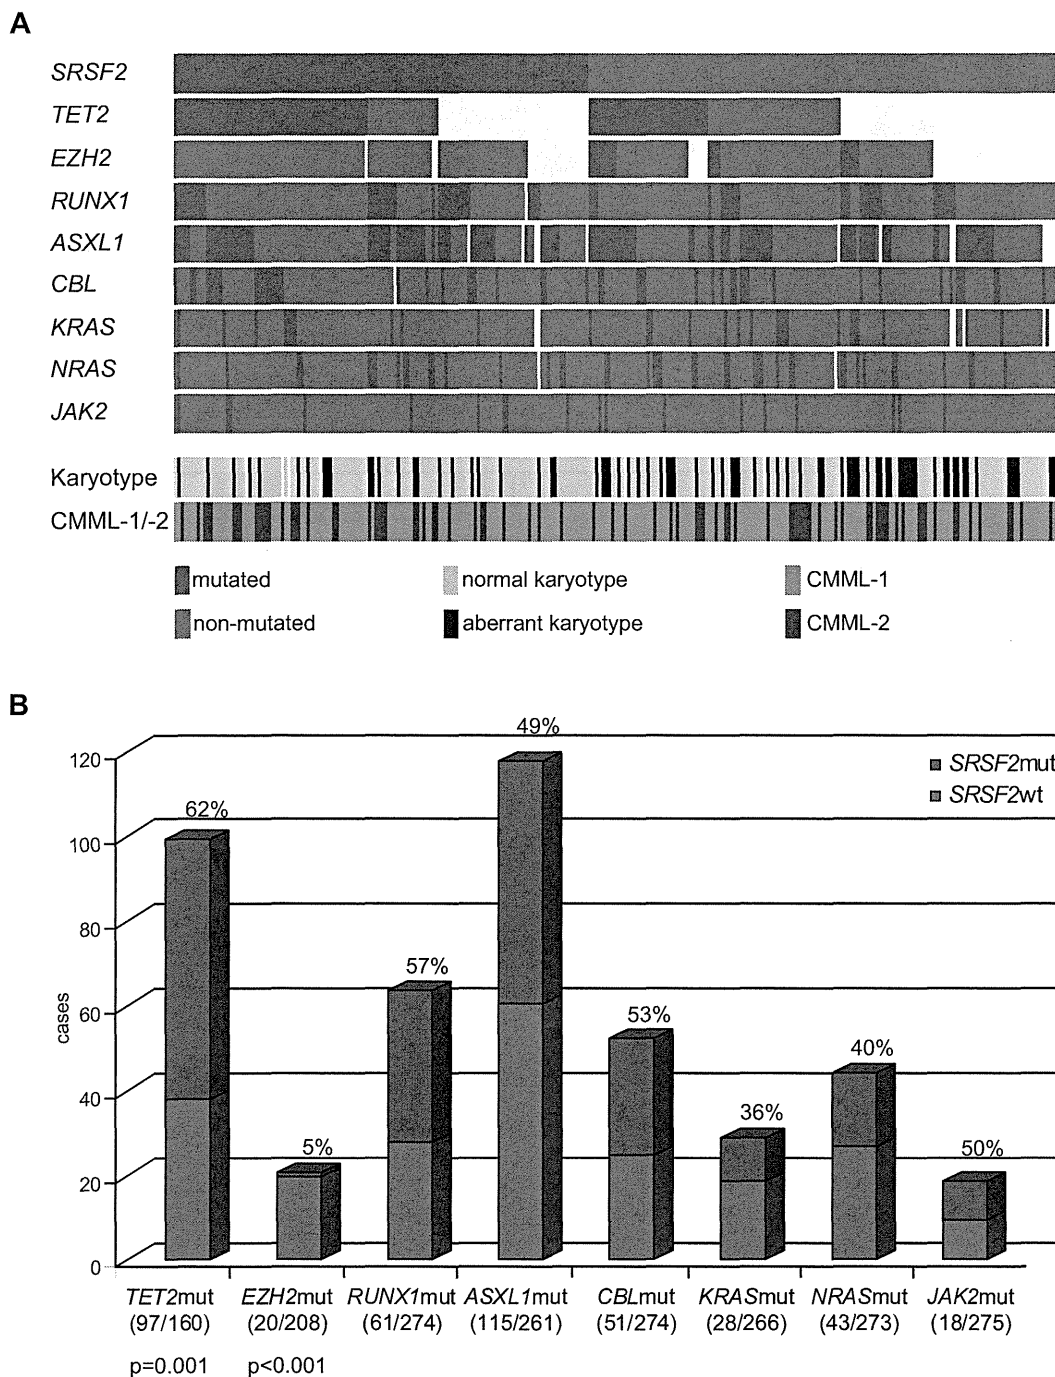 A
SRSF2
TET2
EZH2
RUNX1
ASXL1
CBL
KRAS
NRAS
JAK2
Karyotype
CMML-1/-2
mutated normal karyotype CMML-1
non-mutated aberrant karyotype CMML-2
B
49%
120
SRSF2mut
SRSF2wt
62%
100
80
57%
60
53%
40%
40
36%
50%
5%
20
0
cases
TET2mut EZH2mut RUNX1mut ASXL1mut CBLmut KRASmut NRASmut JAK2mut
(97/160) (20/208) (61/274) (115/261) (51/274) (28/266) (43/273) (18/275)
p=0.001 p<0.001